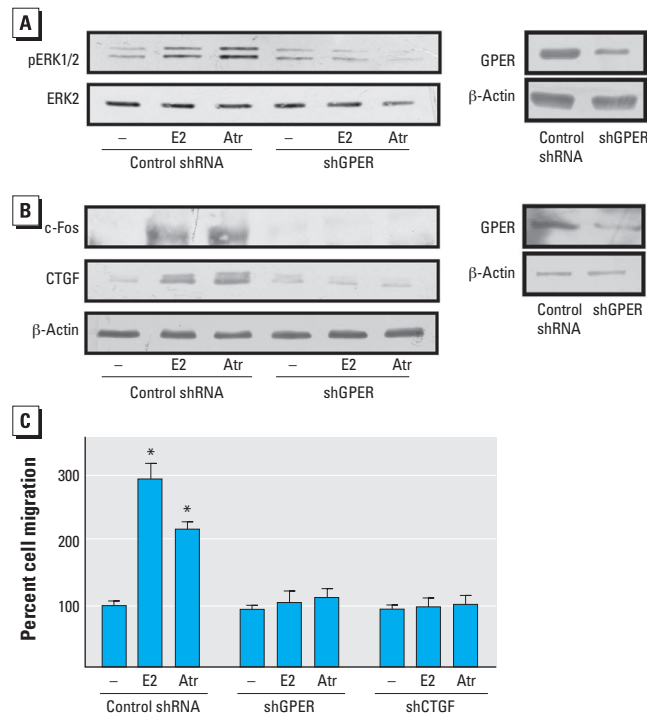 A
pERK1/2
ERK2
– E2 Atr – E2 Atr
Control shRNA shGPER
GPER
β-Actin
Control shRNA shGPER
B
c-Fos
CTGF
β-Actin
– E2 Atr – E2 Atr
Control shRNA shGPER
GPER
β-Actin
Control shRNA shGPER
C
Percent cell migration
300
200
100
* *
– E2 Atr – E2 Atr – E2 Atr
Control shRNA shGPER shCTGF